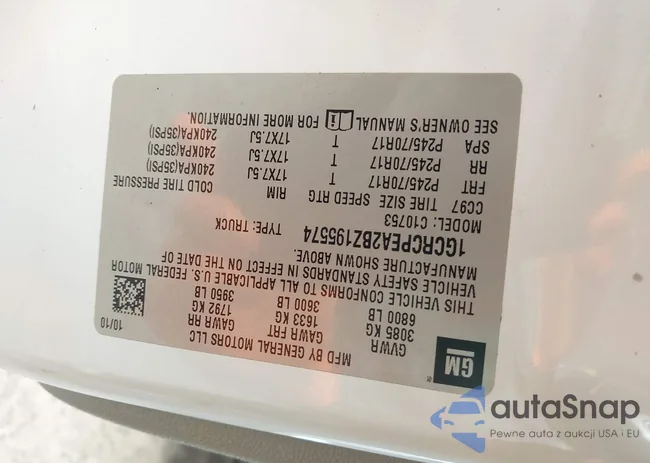 GM
MFD BY GENERAL MOTORS LLC
10/10
GVWR GAWR FRT GAWR RR
3085 KG 1633 KG 1792 KG
6800 LB 3600 LB 3950 LB
THIS VEHICLE CONFORMS TO ALL APPLICABLE U.S. FEDERAL MOTOR
VEHICLE SAFETY STANDARDS IN EFFECT ON THE DATE OF
MANUFACTURE SHOWN ABOVE.
1GCRCPEA2BZ195574 TYPE: TRUCK
MODEL: C10753
CC97 TIRE SIZE SPEED RTG RIM COLD TIRE PRESSURE
FRT P245/70R17 T 17X7.5J 240KPA(35PSI)
RR P245/70R17 T 17X7.5J 240KPA(35PSI)
SPA P245/70R17 T 17X7.5J 240KPA(35PSI)
SEE OWNER'S MANUAL i FOR MORE INFORMATION.
autaSnap
Pewne auta z aukcji USA i EU